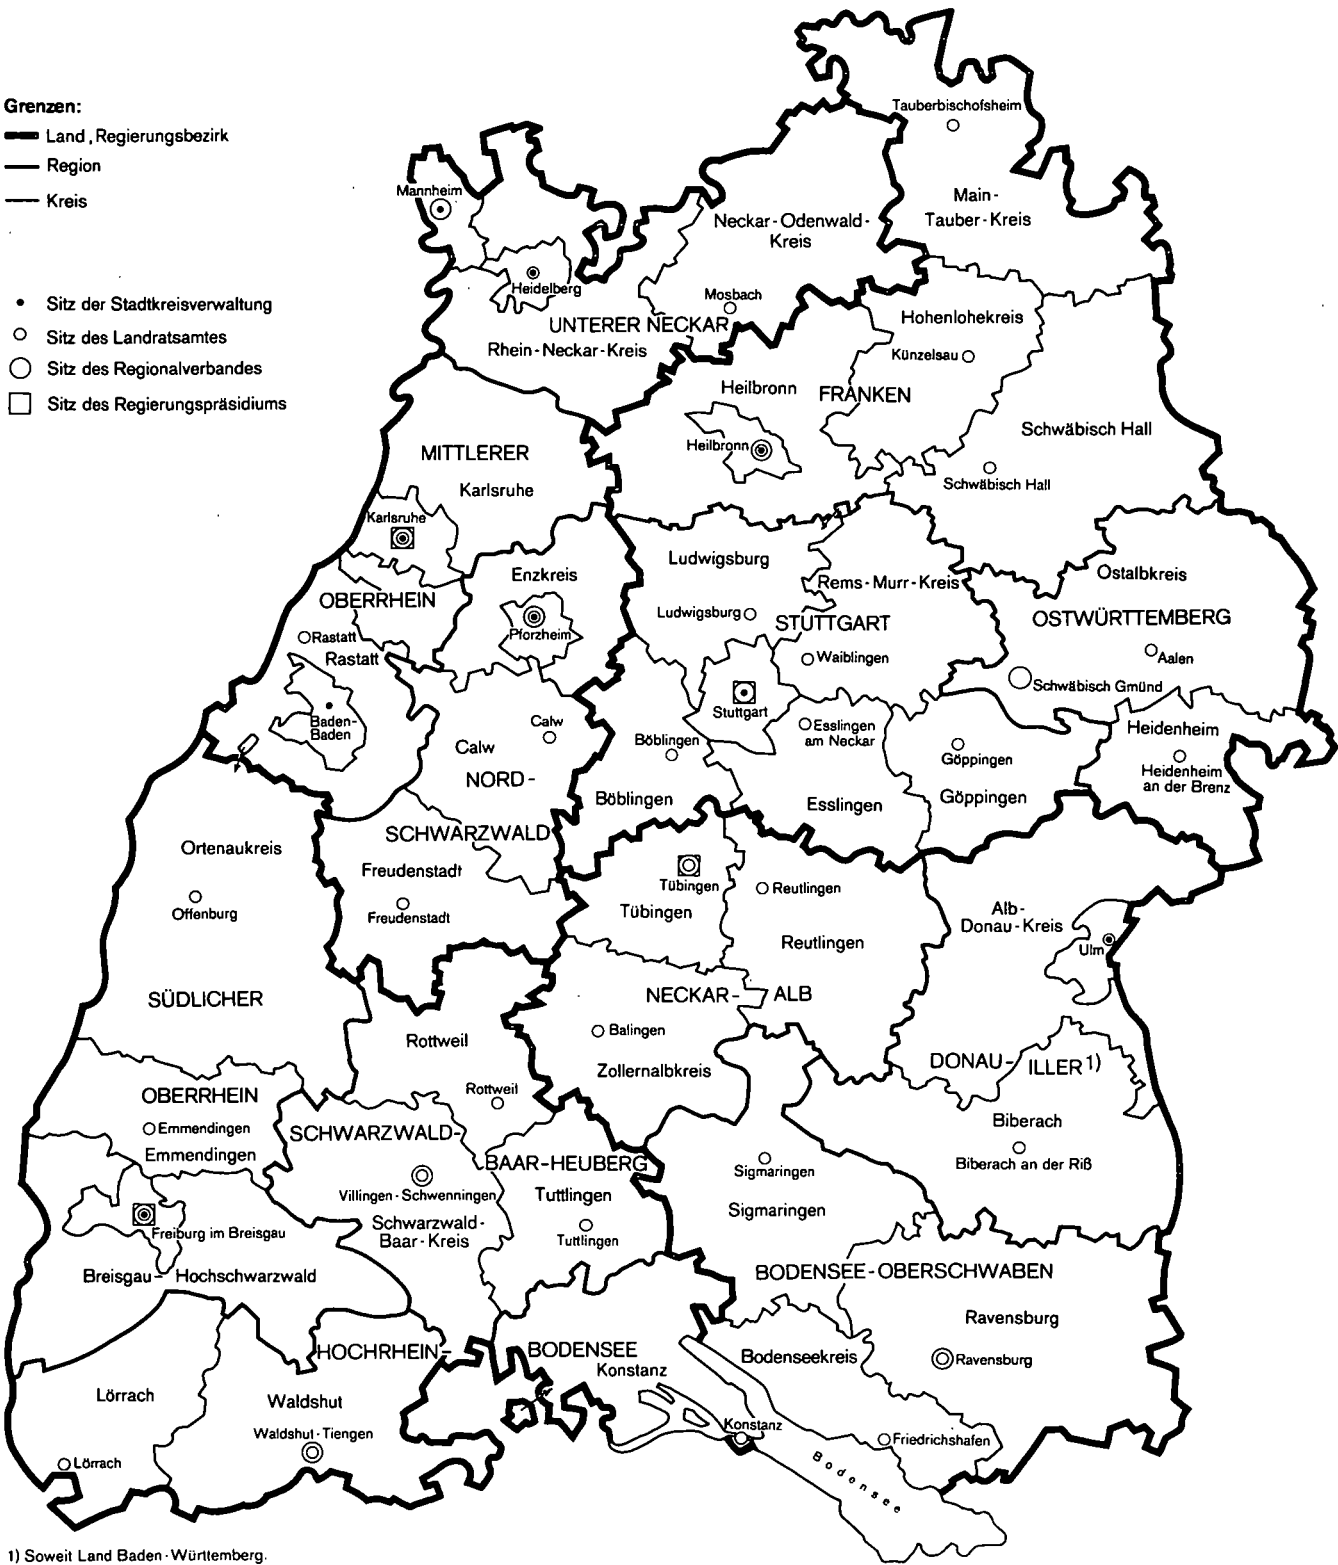 Grenzen:
Land, Regierungsbezirk
Region
Kreis
Sitz der Stadtkreisverwaltung
Sitz des Landratsamtes
Sitz des Regionalverbandes
Sitz des Regierungspräsidiums
Tauberbischofsheim
Main-
Tauber-Kreis
Mannheim
Neckar-Odenwald-
Kreis
Heidelberg
Mosbach
UNTERER NECKAR
Rhein-Neckar-Kreis
Hohenlohekreis
Künzelsau
Heilbronn
FRANKEN
Heilbronn
Schwäbisch Hall
Schwäbisch Hall
MITTLERER
Karlsruhe
Karlsruhe
Enzkreis
Pforzheim
OBERRHEIN
Rastatt
Rastatt
Baden-
Baden
Ludwigsburg
Ludwigsburg
Rems-Murr-Kreis
STUTTGART
Waiblingen
Stuttgart
Ostalbkreis
OSTWÜRTTEMBERG
Aalen
Schwäbisch Gmünd
Heidenheim
Heidenheim
an der Brenz
Calw
Calw
NORD-
SCHWARZWALD
Böblingen
Böblingen
Esslingen
am Neckar
Esslingen
Göppingen
Göppingen
Ortenaukreis
Offenburg
Freudenstadt
Freudenstadt
Tübingen
Tübingen
Reutlingen
Reutlingen
Alb-
Donau-Kreis
Ulm
SÜDLICHER
NECKAR-ALB
Rottweil
Balingen
Zollernalbkreis
DONAU-ILLER 1)
Rottweil
OBERRHEIN
Emmendingen
Emmendingen
SCHWARZWALD-
BAAR-HEUBERG
Biberach
Biberach an der Riß
Sigmaringen
Sigmaringen
Villingen-Schwenningen
Tuttlingen
Tuttlingen
Schwarzwald-
Baar-Kreis
Freiburg im Breisgau
Breisgau-Hochschwarzwald
BODENSEE-OBERSCHWABEN
Ravensburg
Ravensburg
HOCHRHEIN-
BODENSEE
Konstanz
Bodenseekreis
Lörrach
Waldshut
Waldshut-Tiengen
Konstanz
Friedrichshafen
Lörrach
Bodensee
1) Soweit Land Baden-Württemberg.